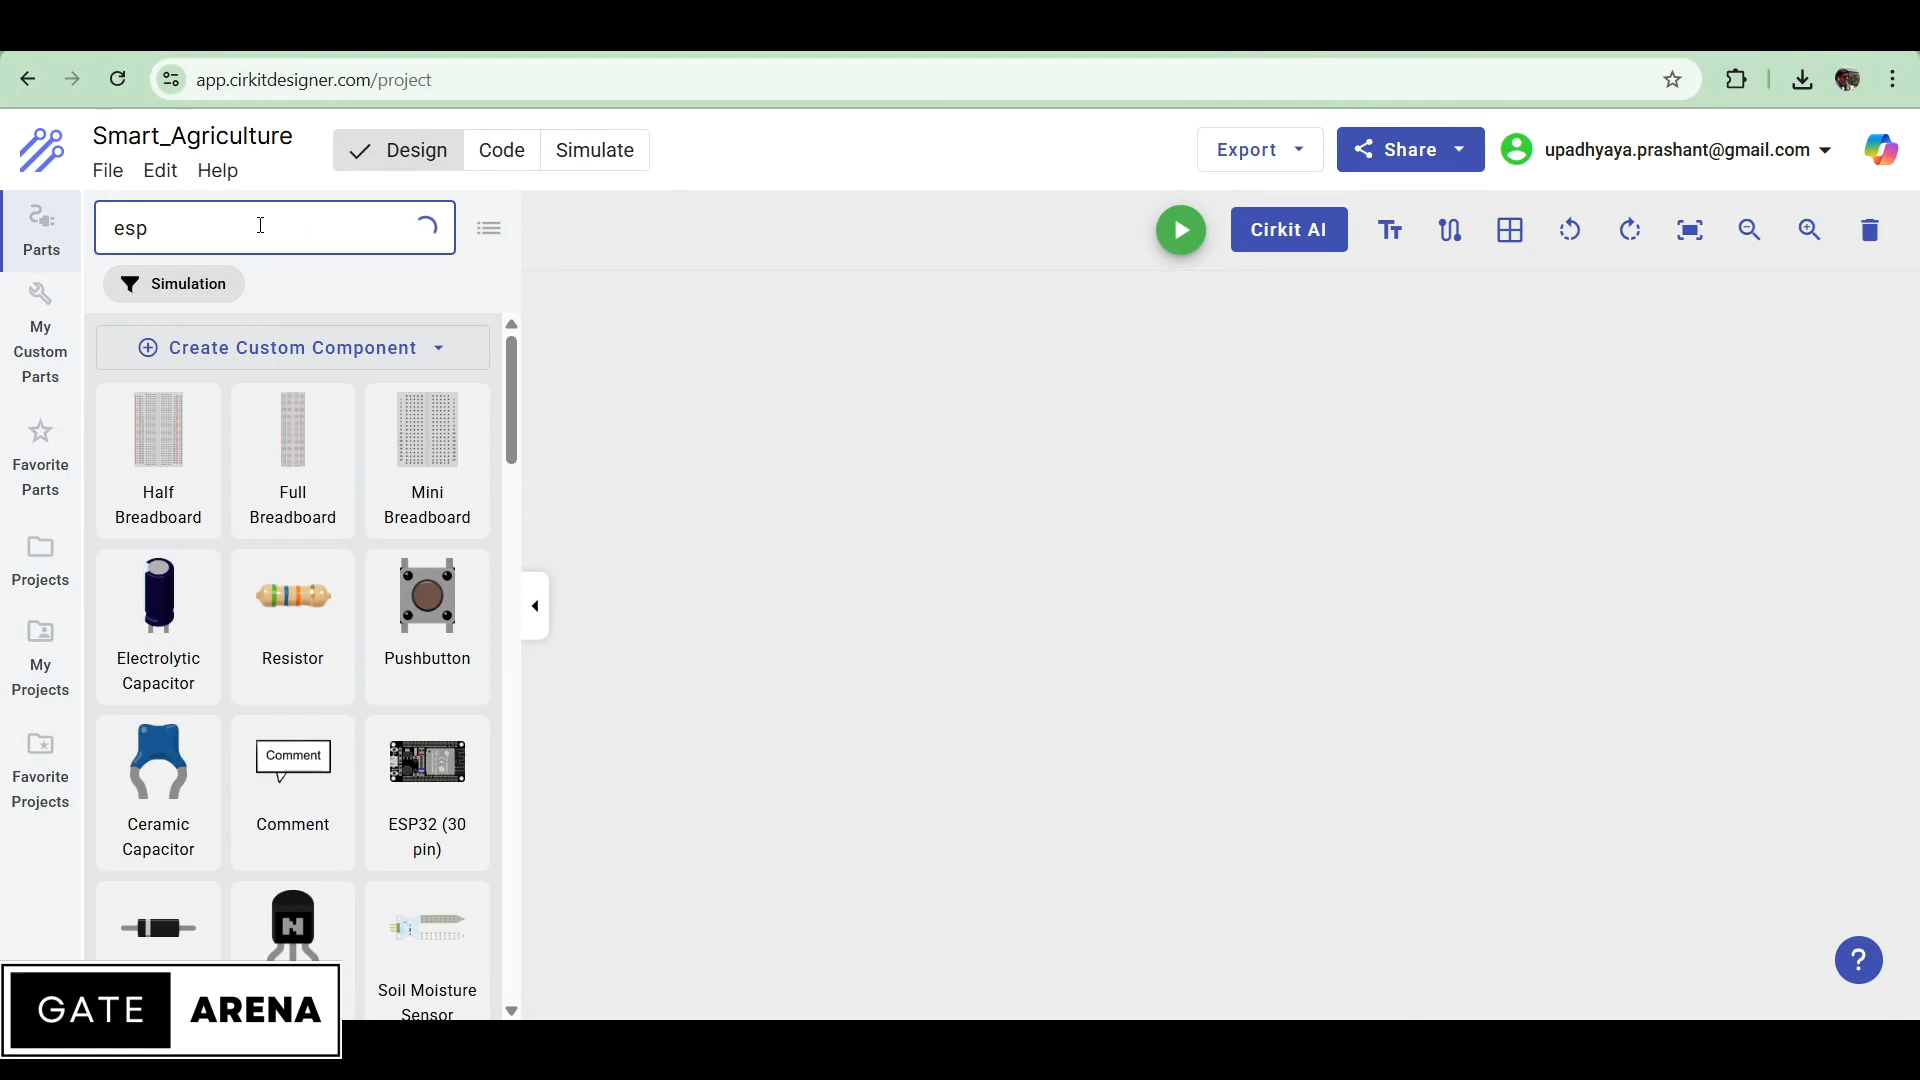 app.cirkitdesigner.com/project
Smart_Agriculture
File Edit Help
Design Code Simulate
Export
Share
upadhyaya.prashant@gmail.com
Parts
My
Custom
Parts
Favorite
Parts
Projects
My
Projects
Favorite
Projects
esp
Simulation
Create Custom Component
Half
Breadboard
Full
Breadboard
Mini
Breadboard
Electrolytic
Capacitor
Resistor
Pushbutton
Ceramic
Capacitor
Comment
Comment
ESP32 (30
pin)
N
Soil Moisture
Sensor
Cirkit AI
Tт
?
GATE ARENA